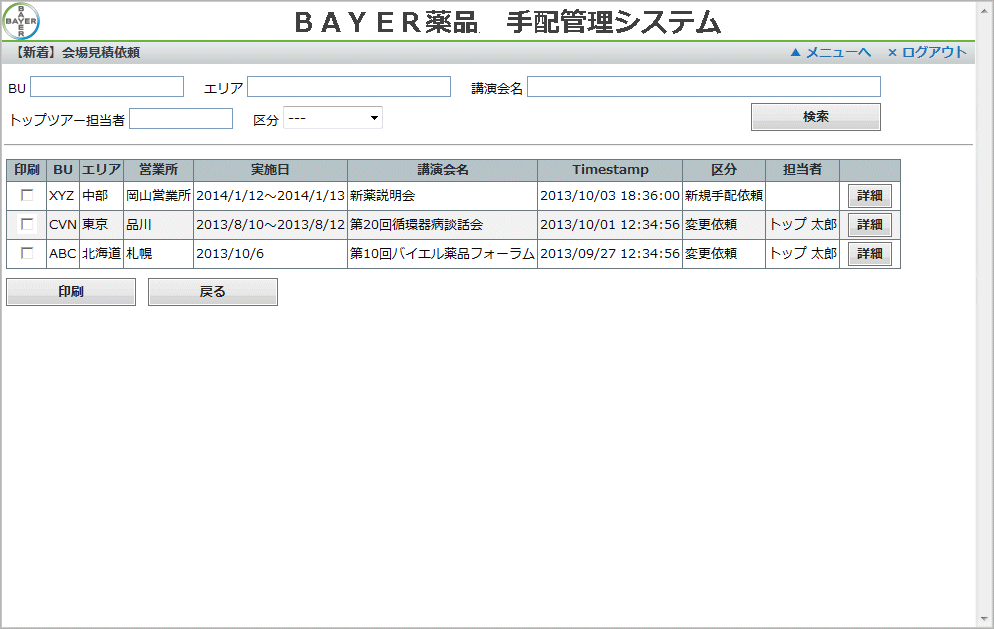 BAYER
BAYER
ＢＡＹＥＲ薬品　手配管理システム
【新着】会場見積依頼 ▲ メニューへ × ログアウト
BU エリア 講演会名
トップツアー担当者 区分 --- 検索
印刷 BU エリア 営業所 実施日 講演会名 Timestamp 区分 担当者
XYZ 中部 岡山営業所 2014/1/12～2014/1/13 新薬説明会 2013/10/03 18:36:00 新規手配依頼 詳細
CVN 東京 品川 2013/8/10～2013/8/12 第20回循環器病談話会 2013/10/01 12:34:56 変更依頼 トップ 太郎 詳細
ABC 北海道 札幌 2013/10/6 第10回バイエル薬品フォーラム 2013/09/27 12:34:56 変更依頼 トップ 太郎 詳細
印刷 戻る